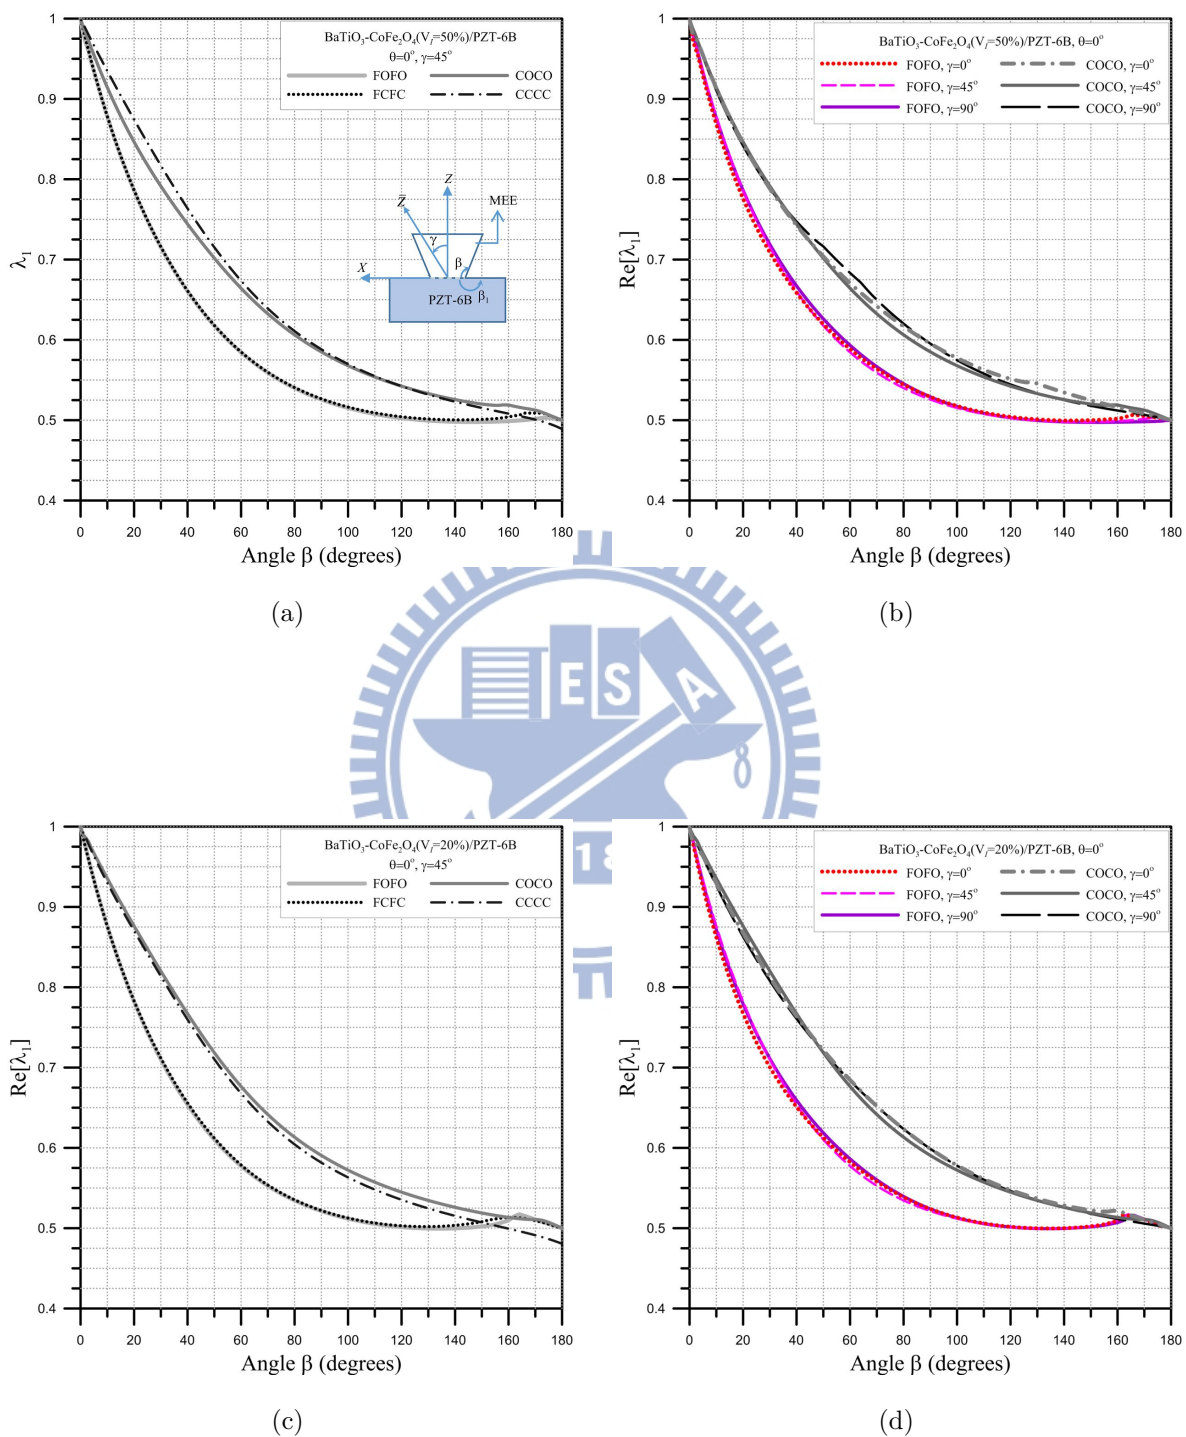 BaTiO₃-CoFe₂O₄(V_I=50%)/PZT-6B
θ=0°, γ=45°
FOFO
COCO
FCFC
CCCC
Z
Z̄
MEE
γ
β
X
β₁
PZT-6B
λ₁
1
0.9
0.8
0.7
0.6
0.5
0.4
0 20 40 60 80 100 120 140 160 180
Angle β (degrees)
(a)
BaTiO₃-CoFe₂O₄(V_I=50%)/PZT-6B, θ=0°
FOFO, γ=0°
COCO, γ=0°
FOFO, γ=45°
COCO, γ=45°
FOFO, γ=90°
COCO, γ=90°
Re[λ₁]
1
0.9
0.8
0.7
0.6
0.5
0.4
0 20 40 60 80 100 120 140 160 180
Angle β (degrees)
(b)
E S A
18
BaTiO₃-CoFe₂O₄(V_I=20%)/PZT-6B
θ=0°, γ=45°
FOFO
COCO
FCFC
CCCC
Re[λ₁]
1
0.9
0.8
0.7
0.6
0.5
0.4
0 20 40 60 80 100 120 140 160 180
Angle β (degrees)
(c)
BaTiO₃-CoFe₂O₄(V_I=20%)/PZT-6B, θ=0°
FOFO, γ=0°
COCO, γ=0°
FOFO, γ=45°
COCO, γ=45°
FOFO, γ=90°
COCO, γ=90°
Re[λ₁]
1
0.9
0.8
0.7
0.6
0.5
0.4
0 20 40 60 80 100 120 140 160 180
Angle β (degrees)
(d)